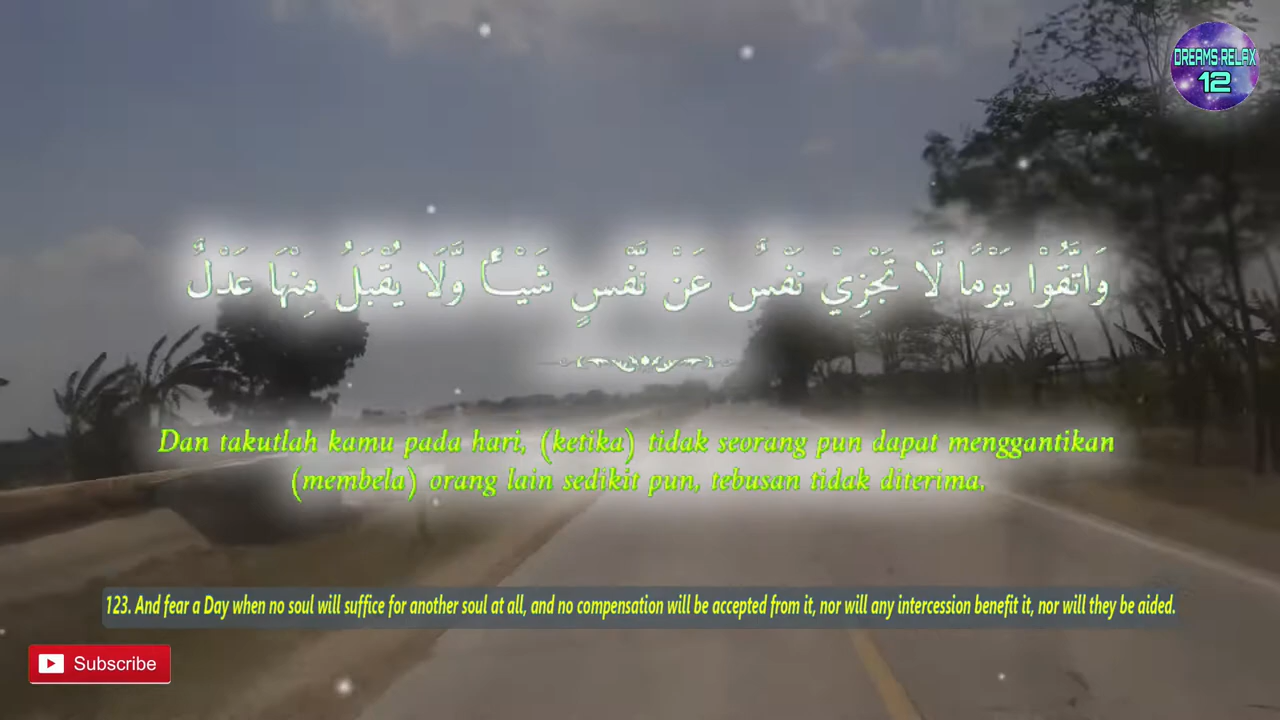 DREAMS RELAX
12
وَاتَّقُوْا يَوْمًا لَّا تَجْزِيْ نَفْسٌ عَنْ نَّفْسٍ شَيْـًٔا وَّلَا يُقْبَلُ مِنْهَا عَدْلٌ
Dan takutlah kamu pada hari, (ketika) tidak seorang pun dapat menggantikan
(membela) orang lain sedikit pun, tebusan tidak diterima,
123. And fear a Day when no soul will suffice for another soul at all, and no compensation will be accepted from it, nor will any intercession benefit it, nor will they be aided.
Subscribe